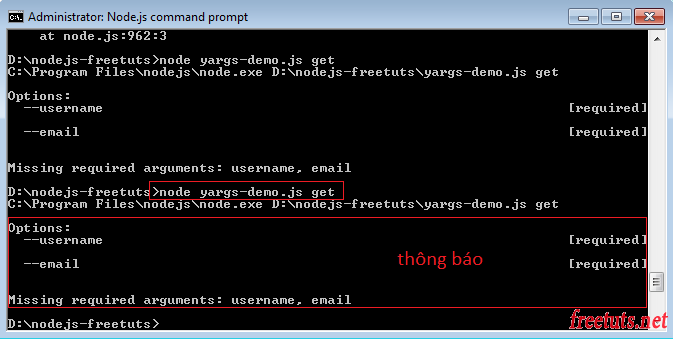 Administrator: Node.js command prompt
at node.js:962:3
D:\nodejs-freetuts>node yargs-demo.js get
C:\Program Files\nodejs\node.exe D:\nodejs-freetuts\yargs-demo.js get
Options:
--username [required]
--email [required]
Missing required arguments: username, email
D:\nodejs-freetuts>node yargs-demo.js get
C:\Program Files\nodejs\node.exe D:\nodejs-freetuts\yargs-demo.js get
Options:
--username [required]
thông báo
--email [required]
Missing required arguments: username, email
D:\nodejs-freetuts>
freetuts.net